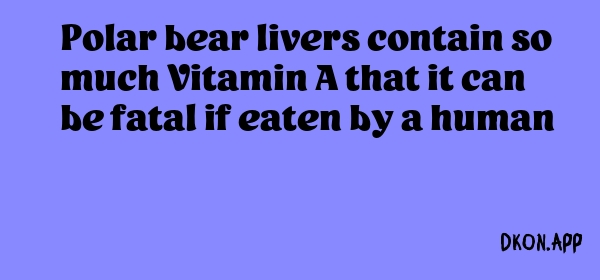 Polar bear livers contain so
much Vitamin A that it can
be fatal if eaten by a human
DKON.APP